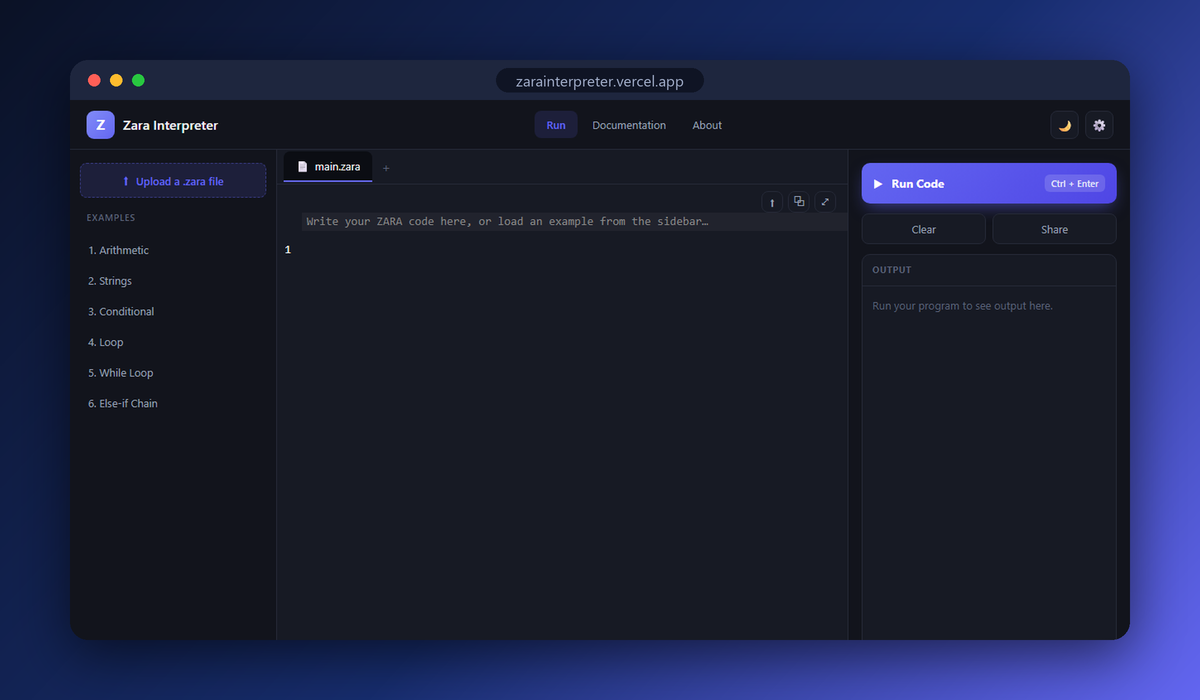 zarainterpreter.vercel.app
Z Zara Interpreter
Run Documentation About
Upload a .zara file
EXAMPLES
1. Arithmetic
2. Strings
3. Conditional
4. Loop
5. While Loop
6. Else-if Chain
main.zara +
Write your ZARA code here, or load an example from the sidebar…
1
Run Code Ctrl + Enter
Clear Share
OUTPUT
Run your program to see output here.